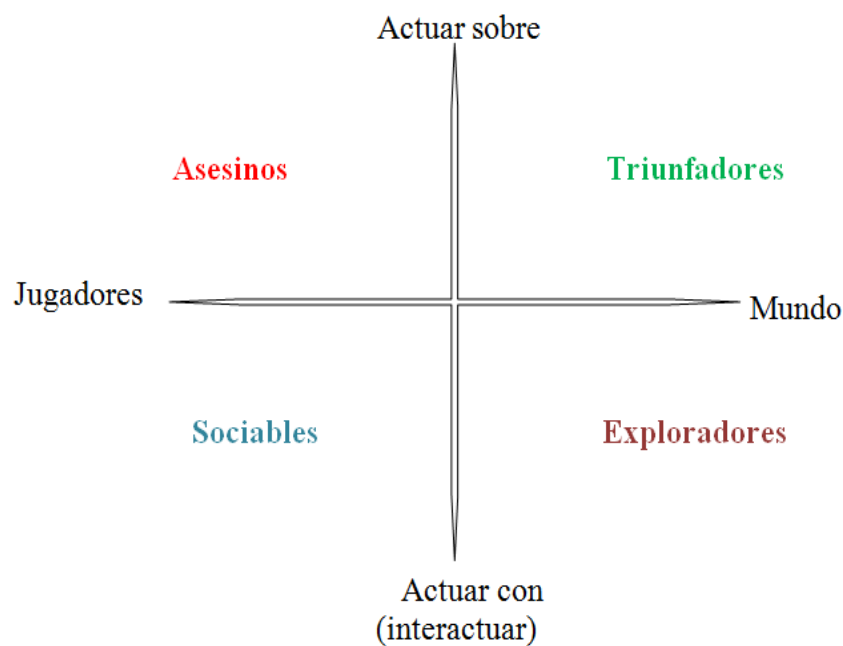 Actuar sobre
Asesinos
Triunfadores
Jugadores
Mundo
Sociables
Exploradores
Actuar con
(interactuar)